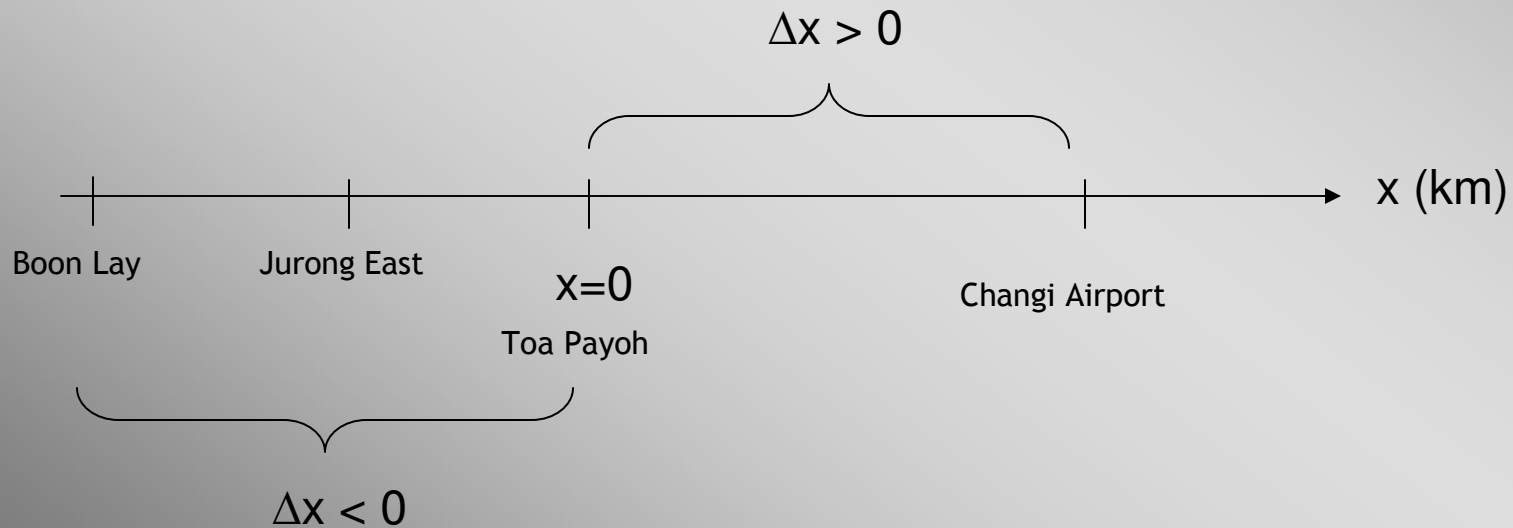 Δx > 0
x (km)
Boon Lay
Jurong East
x=0
Changi Airport
Toa Payoh
Δx < 0